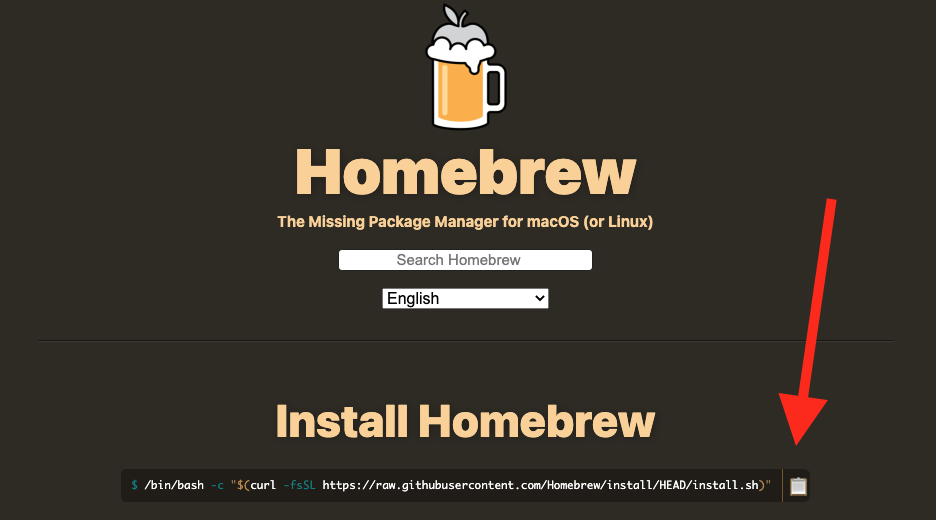 Homebrew
The Missing Package Manager for macOS (or Linux)
Search Homebrew
English
Install Homebrew
$ /bin/bash -c "$(curl -fsSL https://raw.githubusercontent.com/Homebrew/install/HEAD/install.sh)"